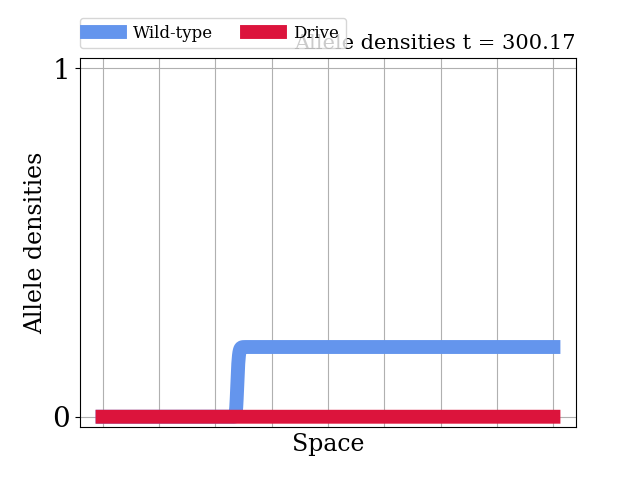 Wild-type
Drive
Allele densities t = 300.17
1
0
Allele densities
Space